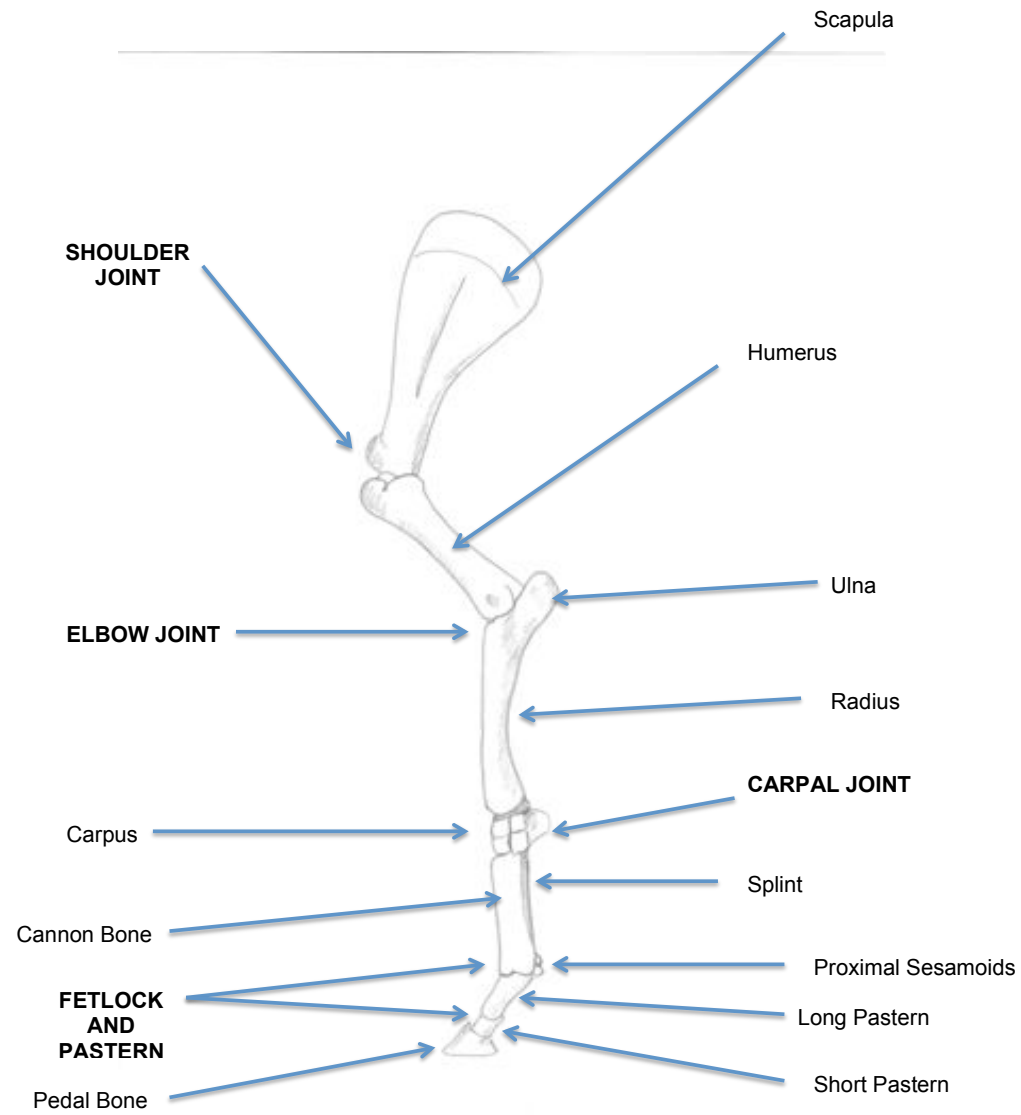 Scapula
SHOULDER
JOINT
Humerus
Ulna
ELBOW JOINT
Radius
CARPAL JOINT
Carpus
Splint
Cannon Bone
Proximal Sesamoids
FETLOCK
AND
PASTERN
Long Pastern
Short Pastern
Pedal Bone